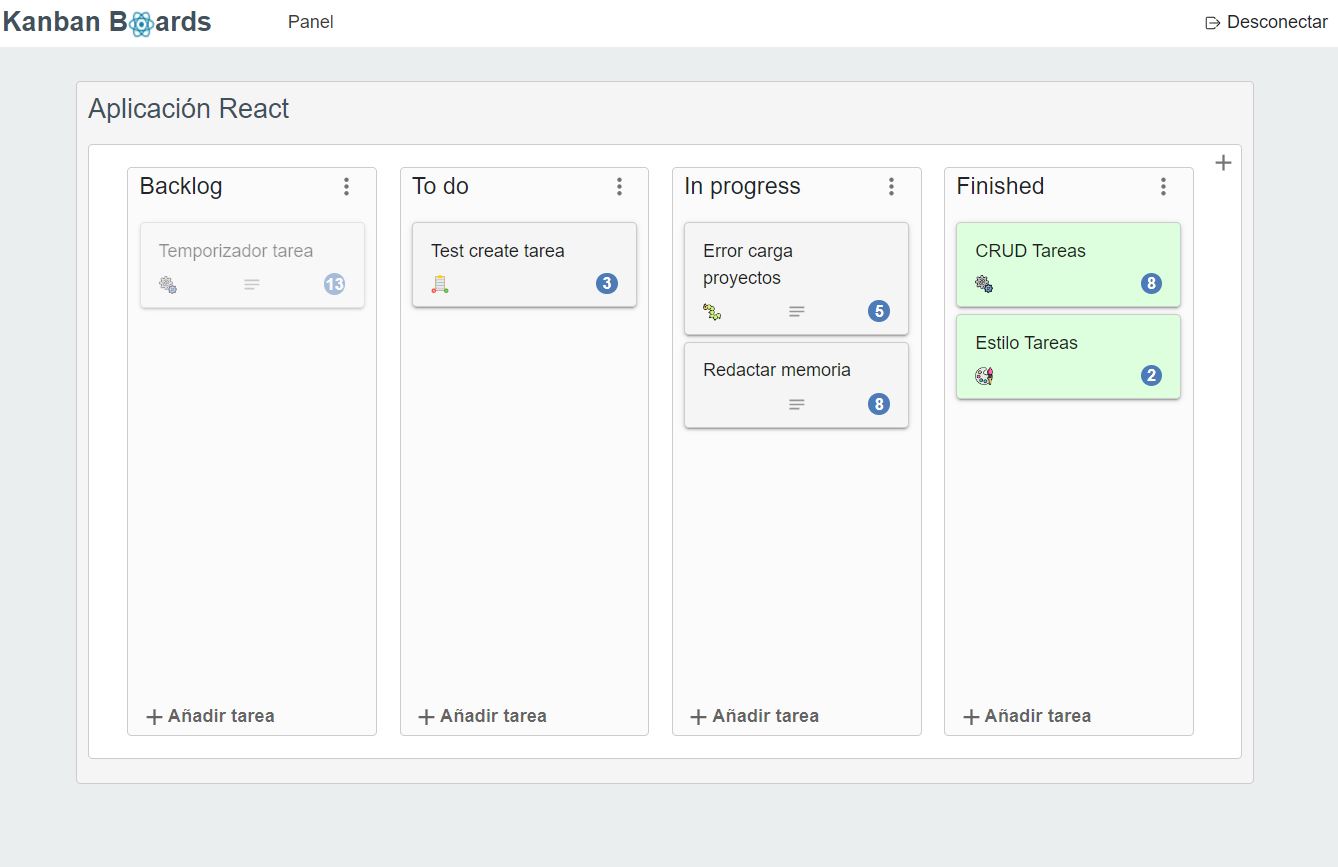 Kanban Boards
Panel
Desconectar
Aplicación React
Backlog
Temporizador tarea
13
Añadir tarea
To do
Test create tarea
3
Añadir tarea
In progress
Error carga
proyectos
5
Redactar memoria
8
Añadir tarea
Finished
CRUD Tareas
8
Estilo Tareas
2
Añadir tarea